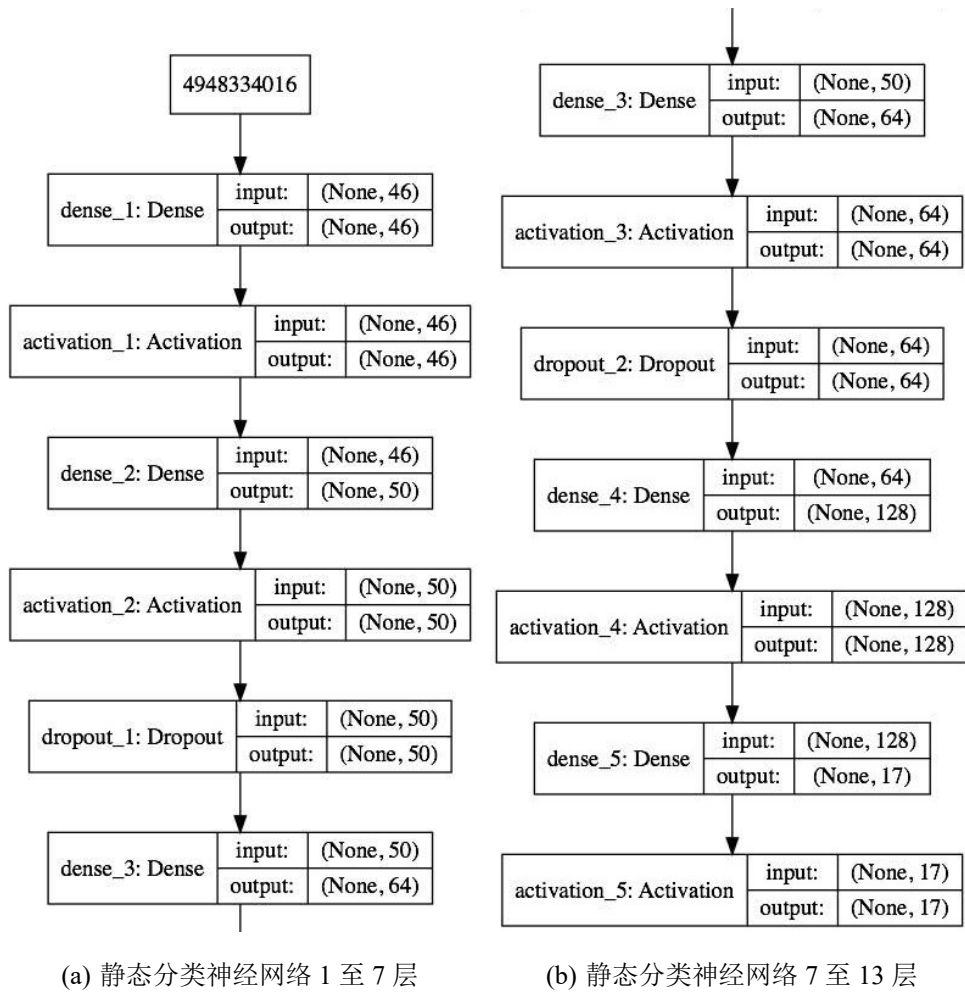 4948334016
dense_1: Dense
input: (None, 46)
output: (None, 46)
activation_1: Activation
input: (None, 46)
output: (None, 46)
dense_2: Dense
input: (None, 46)
output: (None, 50)
activation_2: Activation
input: (None, 50)
output: (None, 50)
dropout_1: Dropout
input: (None, 50)
output: (None, 50)
dense_3: Dense
input: (None, 50)
output: (None, 64)
(a) 静态分类神经网络 1 至 7 层
dense_3: Dense
input: (None, 50)
output: (None, 64)
activation_3: Activation
input: (None, 64)
output: (None, 64)
dropout_2: Dropout
input: (None, 64)
output: (None, 64)
dense_4: Dense
input: (None, 64)
output: (None, 128)
activation_4: Activation
input: (None, 128)
output: (None, 128)
dense_5: Dense
input: (None, 128)
output: (None, 17)
activation_5: Activation
input: (None, 17)
output: (None, 17)
(b) 静态分类神经网络 7 至 13 层